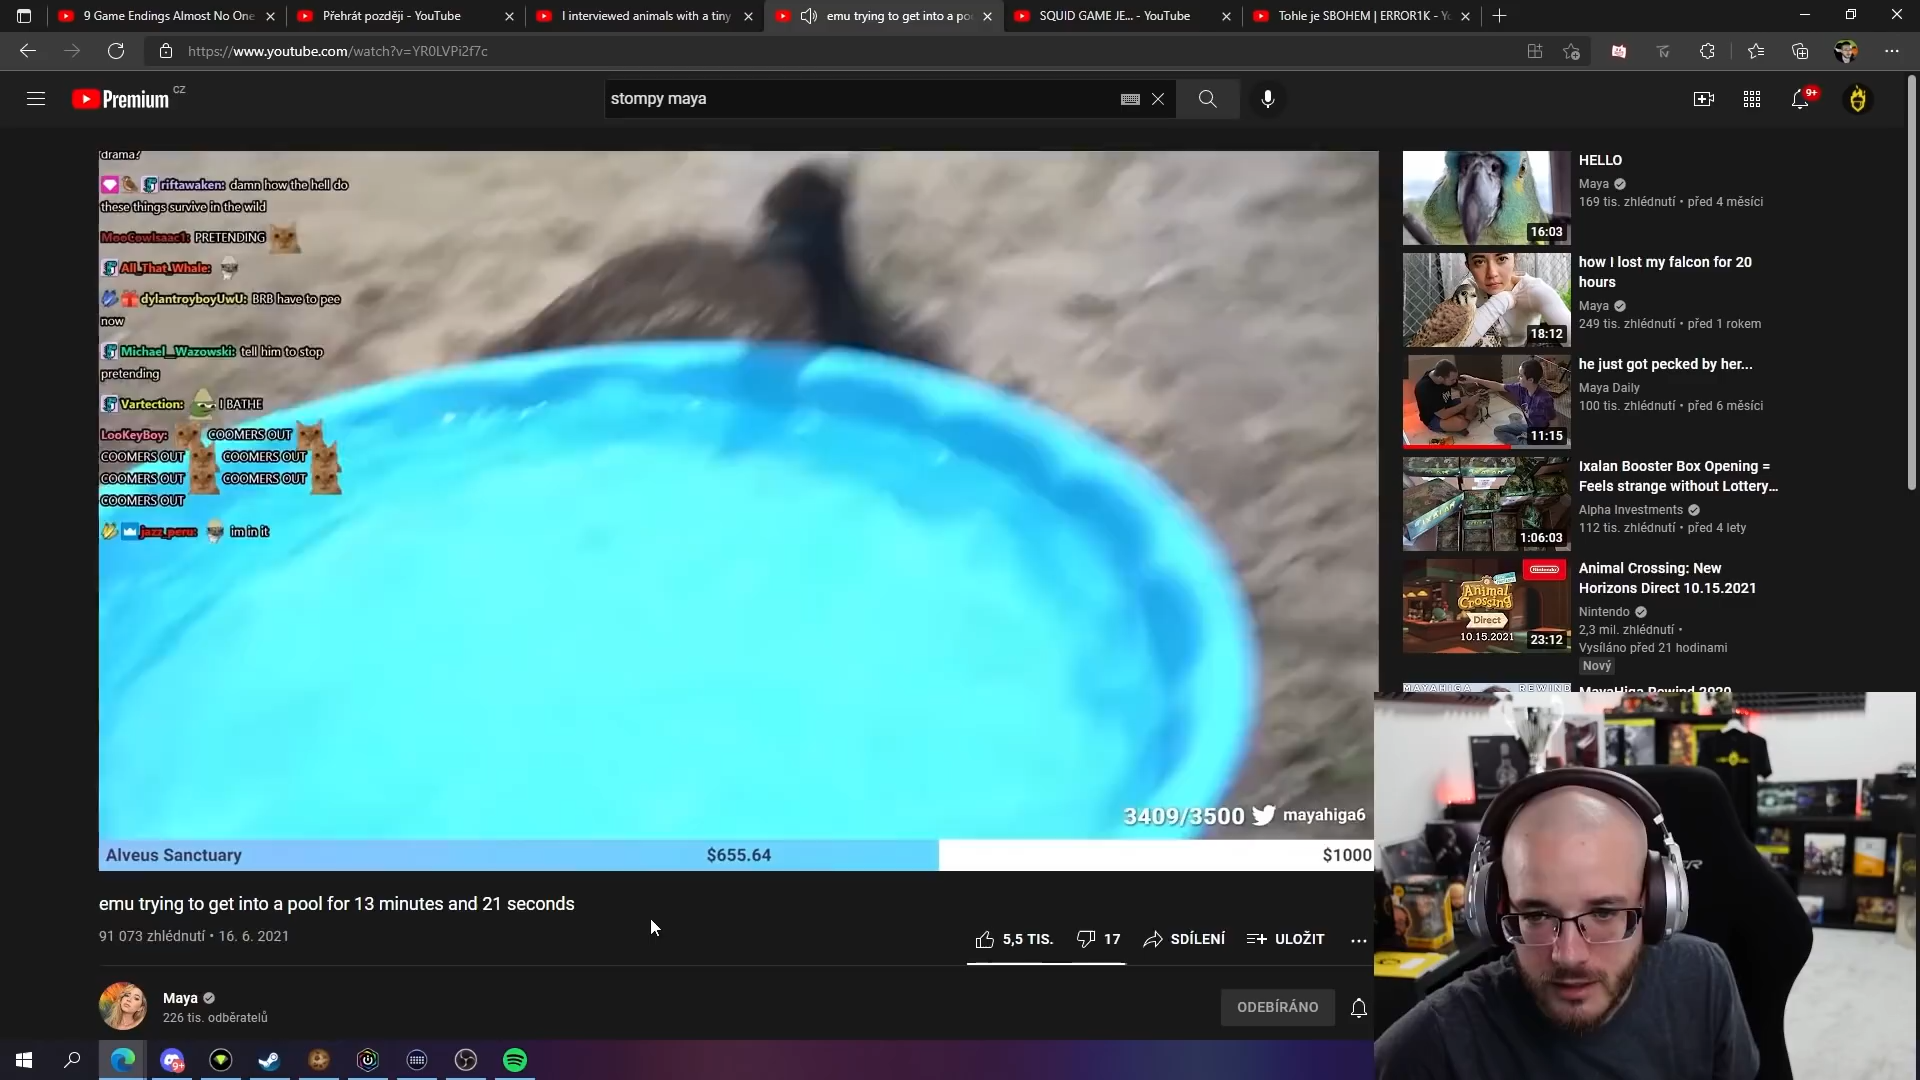 9 Game Endings Almost No One
Přehrát později - YouTube
I interviewed animals with a tiny
emu trying to get into a po
SQUID GAME JE... - YouTube
Tohle je SBOHEM | ERROR1K - Yo
https://www.youtube.com/watch?v=YR0LVPi2f7c
Premium CZ
stompy maya
9+
drama?
riftawaken: damn how the hell do
these things survive in the wild
MooCowIsaac1: PRETENDING
All_That_Whale:
dylantroyboyUwU: BRB have to pee
now
Michael__Wazowski: tell him to stop
pretending
Vartection: I BATHE
LooKeyBoy: COOMERS OUT
COOMERS OUT COOMERS OUT
COOMERS OUT COOMERS OUT
COOMERS OUT
jazz_peru: im in it
3409/3500 mayahiga6
Alveus Sanctuary $655.64 $1000
emu trying to get into a pool for 13 minutes and 21 seconds
91 073 zhlédnutí • 16. 6. 2021
5,5 TIS. 17 SDÍLENÍ ULOŽIT
Maya
226 tis. odběratelů
ODEBÍRÁNO
HELLO
Maya
169 tis. zhlédnutí • před 4 měsíci
16:03
how I lost my falcon for 20
hours
Maya
249 tis. zhlédnutí • před 1 rokem
18:12
he just got pecked by her...
Maya Daily
100 tis. zhlédnutí • před 6 měsíci
11:15
Ixalan Booster Box Opening =
Feels strange without Lottery...
Alpha Investments
112 tis. zhlédnutí • před 4 lety
1:06:03
Animal Crossing: New
Horizons Direct 10.15.2021
Nintendo
2,3 mil. zhlédnutí •
Vysíláno před 21 hodinami
Nový
Nintendo
Animal
Crossing
Direct
10.15.2021
23:12
MAYAHIGA REWIND
MayaHiga Rewind 2020
9+